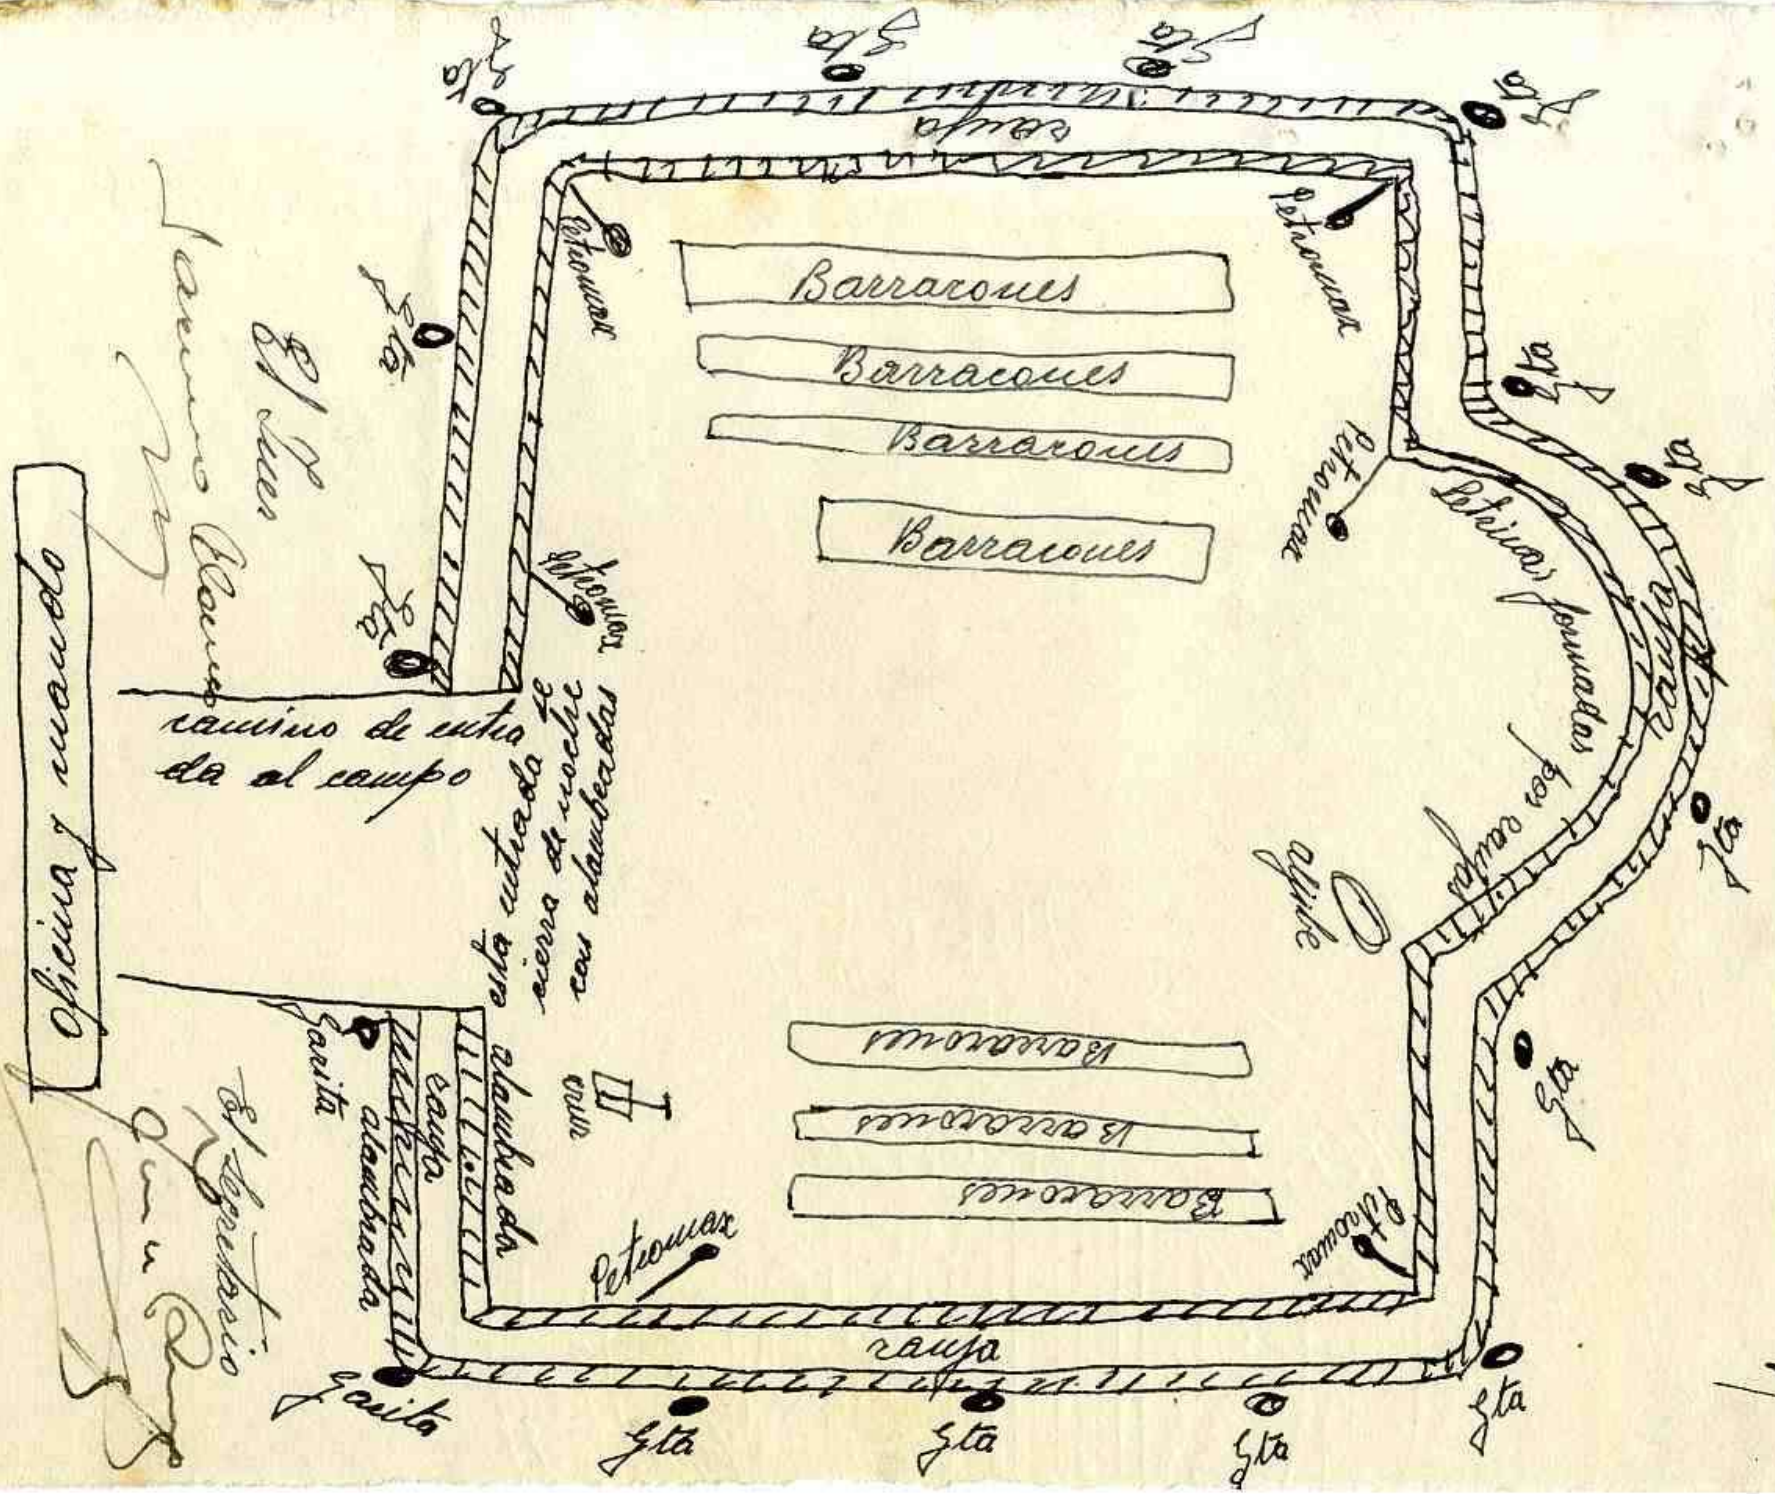 Gta
Gta
Gta
Gta
zanja
Petromax
Petromax
Barracones
Barracones
Barracones
Barracones
Gta
Gta
Gta
Gta
Petromax
Petromax
Letrinas formadas
por zanjas
zanja
Gta
Gta
El Juez
Oficina y mando
camino de entra
da al campo
esta entrada se
cierra de noche
con alambradas
aljibe
Garita
alambrada
zanja
alambrada
cruz
Barracones
Barracones
Barracones
El Secretario
Petromax
Petromax
zanja
Garita
Gta
Gta
Gta
Gta